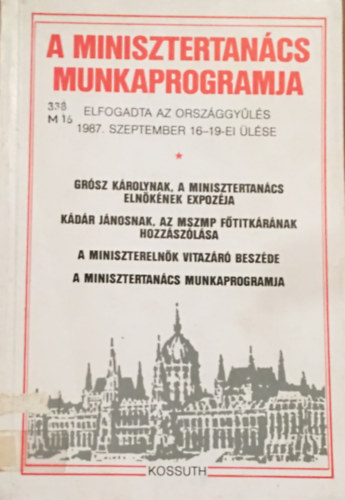 A MINISZTERTANÁCS
MUNKAPROGRAMJA
338
M 16
ELFOGADTA AZ ORSZÁGGYŰLÉS
1987. SZEPTEMBER 16–19-EI ÜLÉSE
GRÓSZ KÁROLYNAK, A MINISZTERTANÁCS
ELNÖKÉNEK EXPOZÉJA
KÁDÁR JÁNOSNAK, AZ MSZMP FŐTITKÁRÁNAK
HOZZÁSZÓLÁSA
A MINISZTERELNÖK VITAZÁRÓ BESZÉDE
A MINISZTERTANÁCS MUNKAPROGRAMJA
KOSSUTH